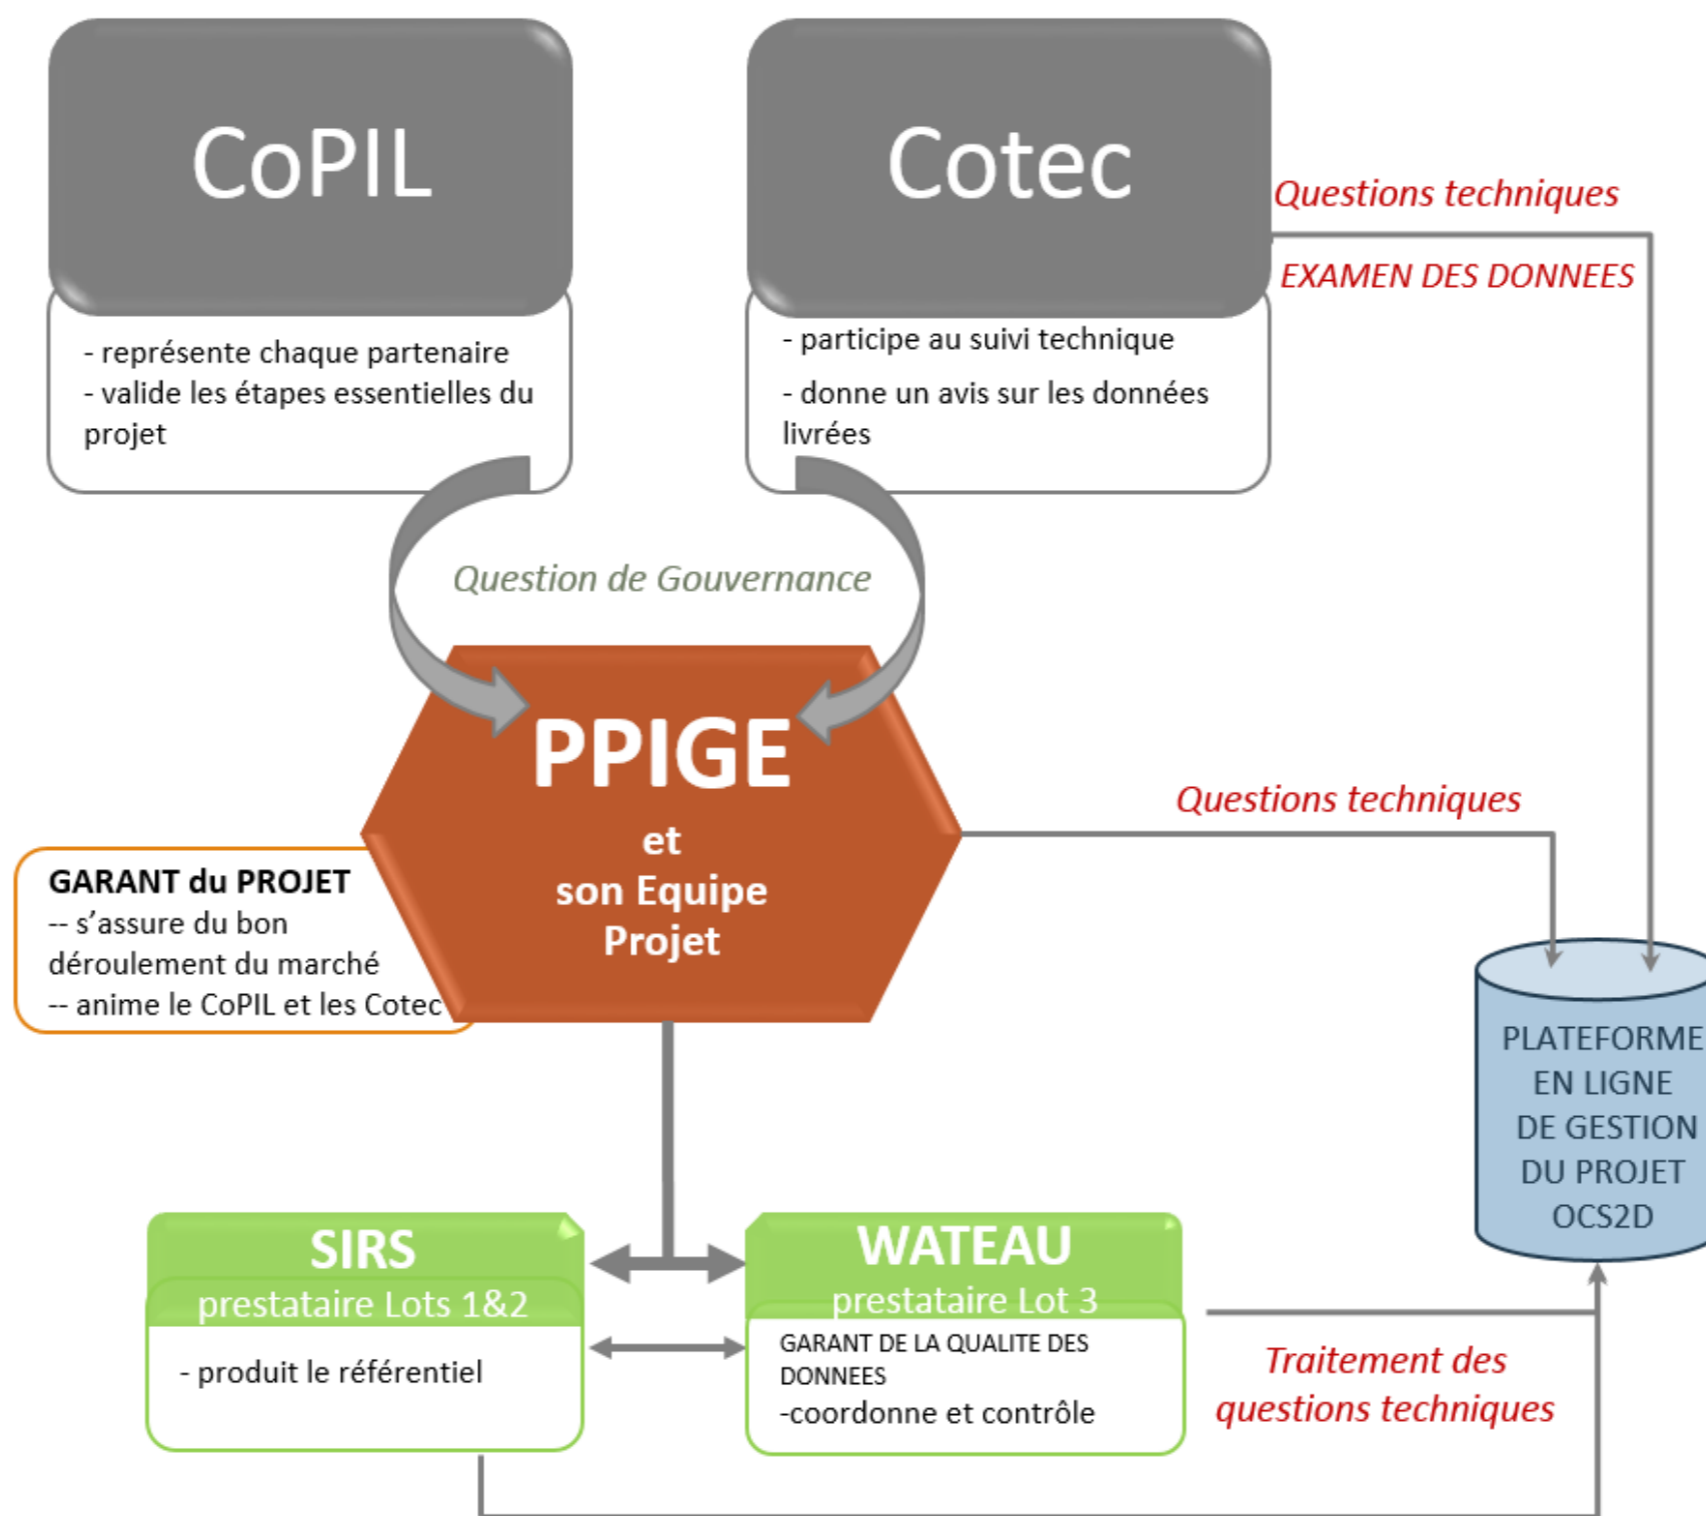 CoPIL
- représente chaque partenaire
- valide les étapes essentielles du
projet
Cotec
- participe au suivi technique
- donne un avis sur les données
livrées
Questions techniques
EXAMEN DES DONNEES
Question de Gouvernance
PPIGE
et
son Equipe
Projet
Questions techniques
GARANT du PROJET
-- s’assure du bon
déroulement du marché
-- anime le CoPIL et les Cotec
PLATEFORME
EN LIGNE
DE GESTION
DU PROJET
OCS2D
SIRS
prestataire Lots 1&2
- produit le référentiel
WATEAU
prestataire Lot 3
GARANT DE LA QUALITE DES
DONNEES
-coordonne et contrôle
Traitement des
questions techniques